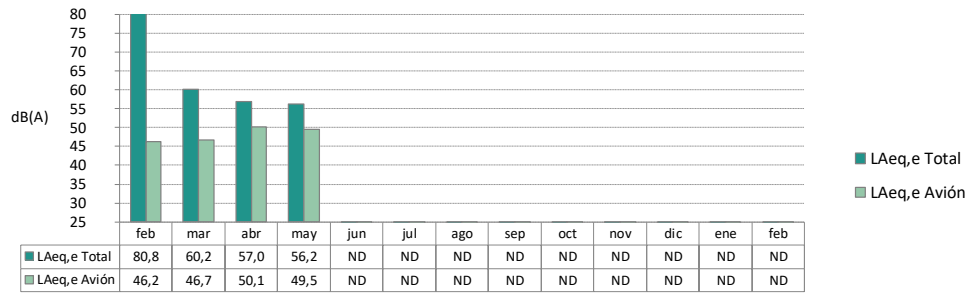 80
75
70
65
60
dB(A)
55
50
45
40
35
30
25
LAeq,e Total
LAeq,e Avión
feb mar abr may jun jul ago sep oct nov dic ene feb
LAeq,e Total 80,8 60,2 57,0 56,2 ND ND ND ND ND ND ND ND ND
LAeq,e Avión 46,2 46,7 50,1 49,5 ND ND ND ND ND ND ND ND ND